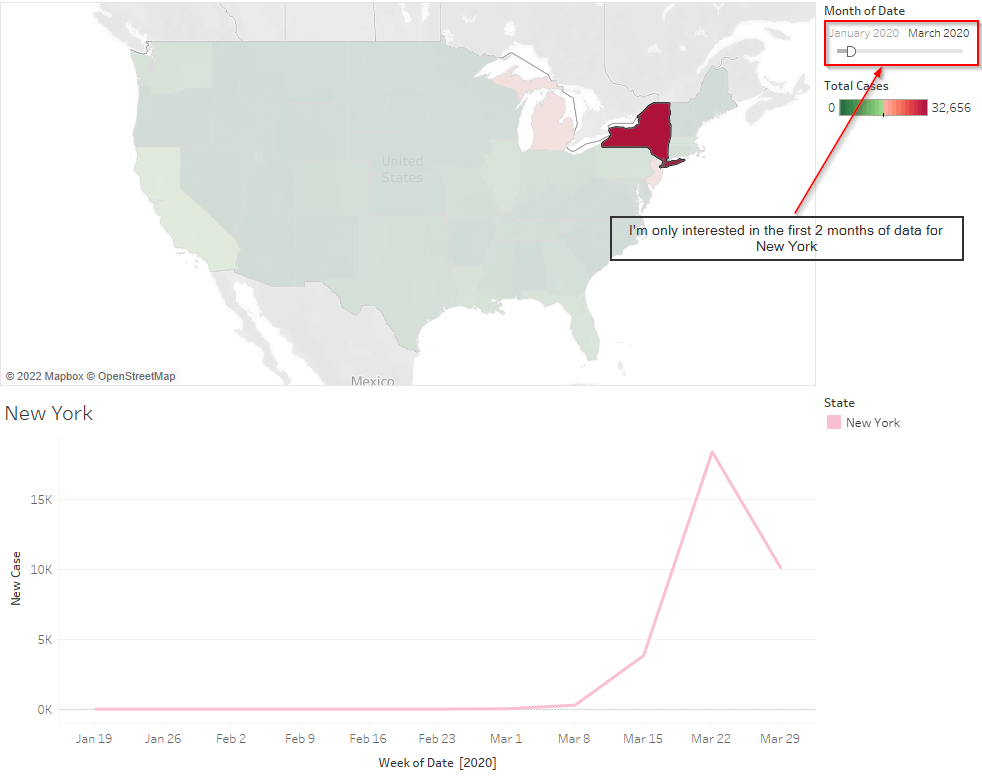 Month of Date
January 2020 March 2020
Total Cases
0 32,656
United
States
I'm only interested in the first 2 months of data for
New York
© 2022 Mapbox © OpenStreetMap
Mexico
New York
State
New York
15K
10K
5K
0K
New Case
Jan 19 Jan 26 Feb 2 Feb 9 Feb 16 Feb 23 Mar 1 Mar 8 Mar 15 Mar 22 Mar 29
Week of Date [2020]